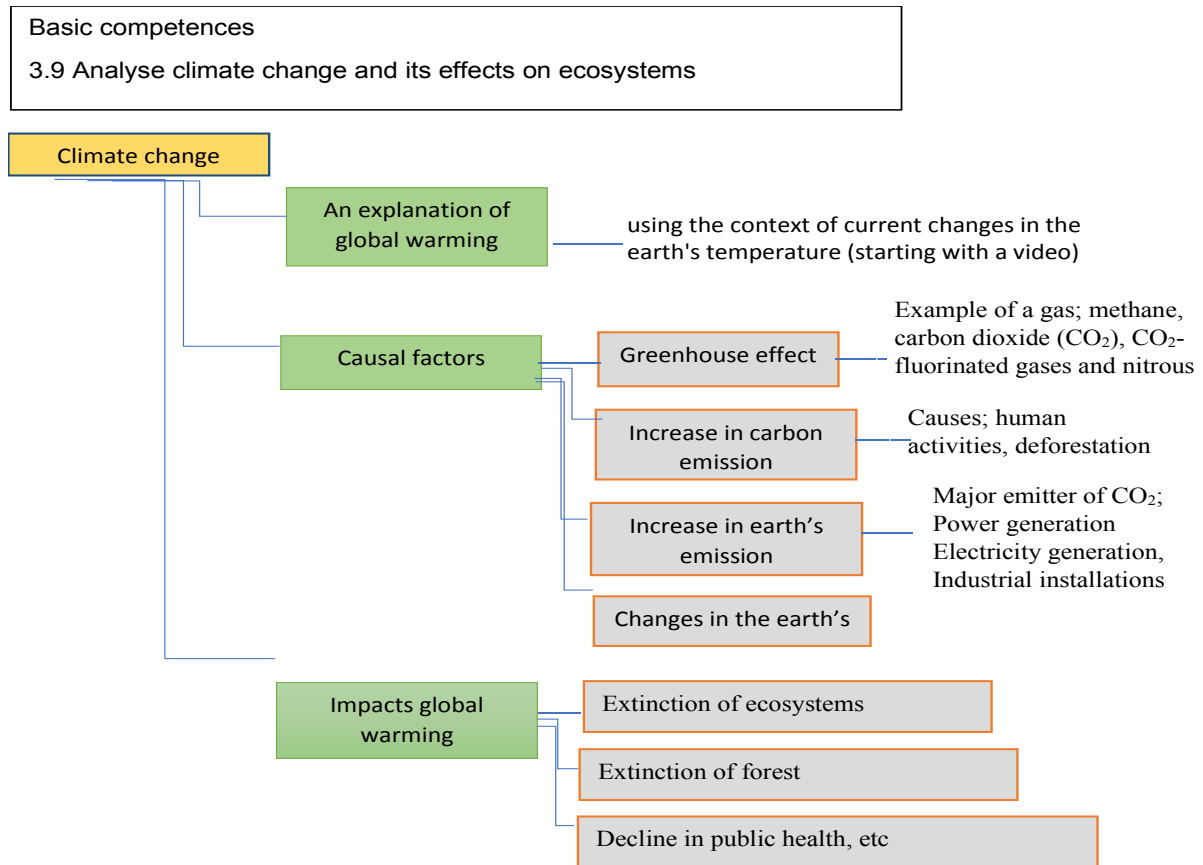 Basic competences
3.9 Analyse climate change and its effects on ecosystems
Climate change
An explanation of
global warming
using the context of current changes in the
earth's temperature (starting with a video)
Causal factors
Greenhouse effect
Example of a gas; methane,
carbon dioxide (CO₂), CO₂-
fluorinated gases and nitrous
Increase in carbon
emission
Causes; human
activities, deforestation
Increase in earth's
emission
Major emitter of CO₂;
Power generation
Electricity generation,
Industrial installations
Changes in the earth's
Impacts global
warming
Extinction of ecosystems
Extinction of forest
Decline in public health, etc